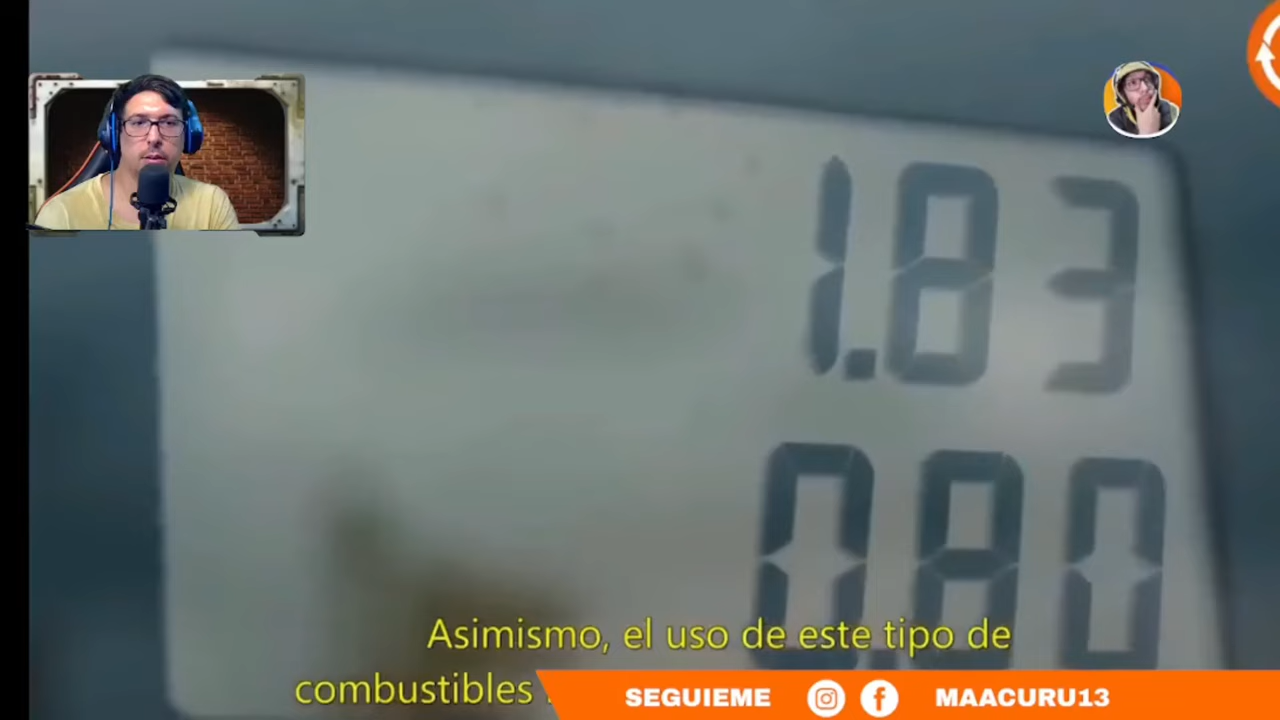 1.83
0.80
Asimismo, el uso de este tipo de
combustibles
SEGUIEME MAACURU13